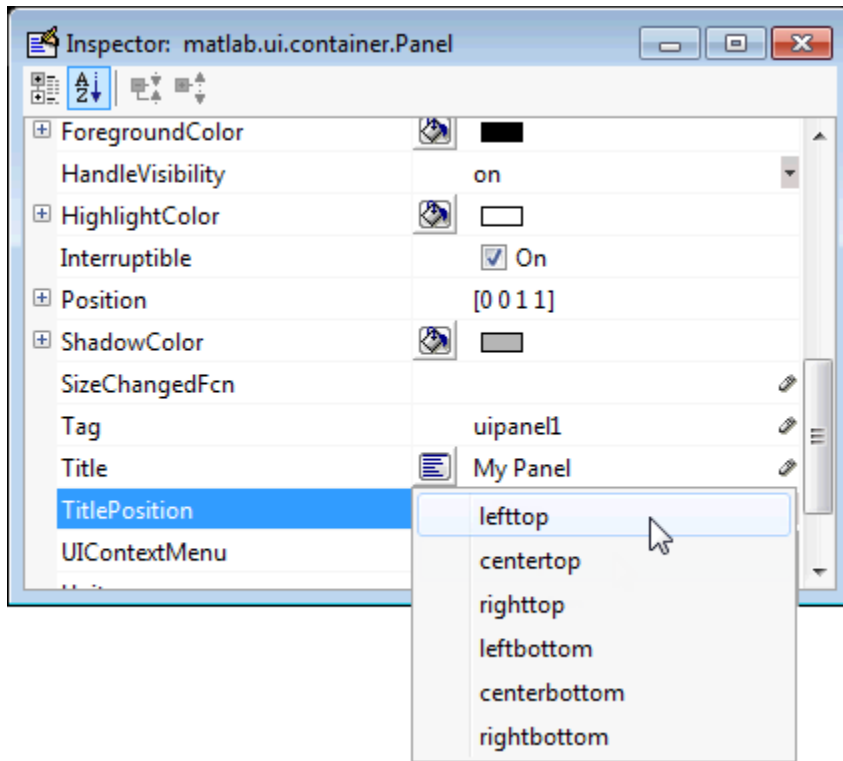 Inspector: matlab.ui.container.Panel
ForegroundColor
HandleVisibility on
HighlightColor
Interruptible On
Position [0 0 1 1]
ShadowColor
SizeChangedFcn
Tag uipanel1
Title My Panel
TitlePosition
lefttop
UIContextMenu
centertop
righttop
leftbottom
centerbottom
rightbottom